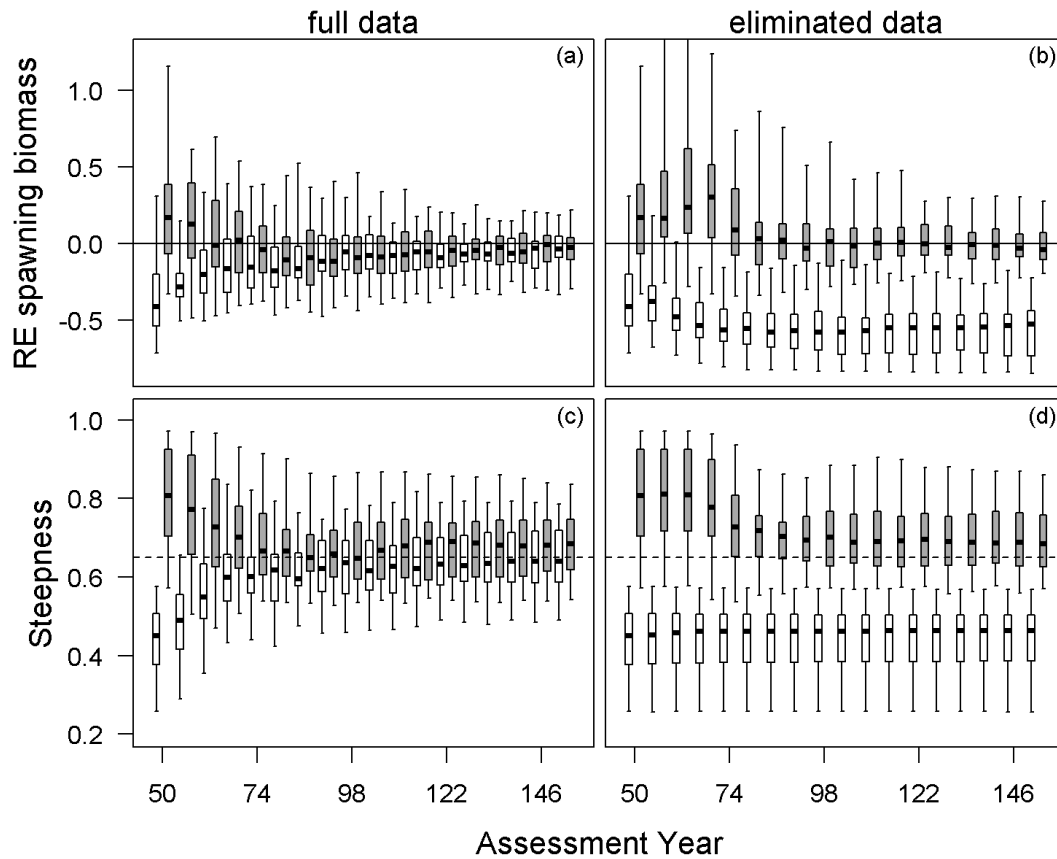 full data
eliminated data
RE spawning biomass
1.0
0.5
0.0
-0.5
(a)
(b)
Steepness
1.0
0.8
0.6
0.4
0.2
(c)
(d)
50 74 98 122 146
50 74 98 122 146
Assessment Year